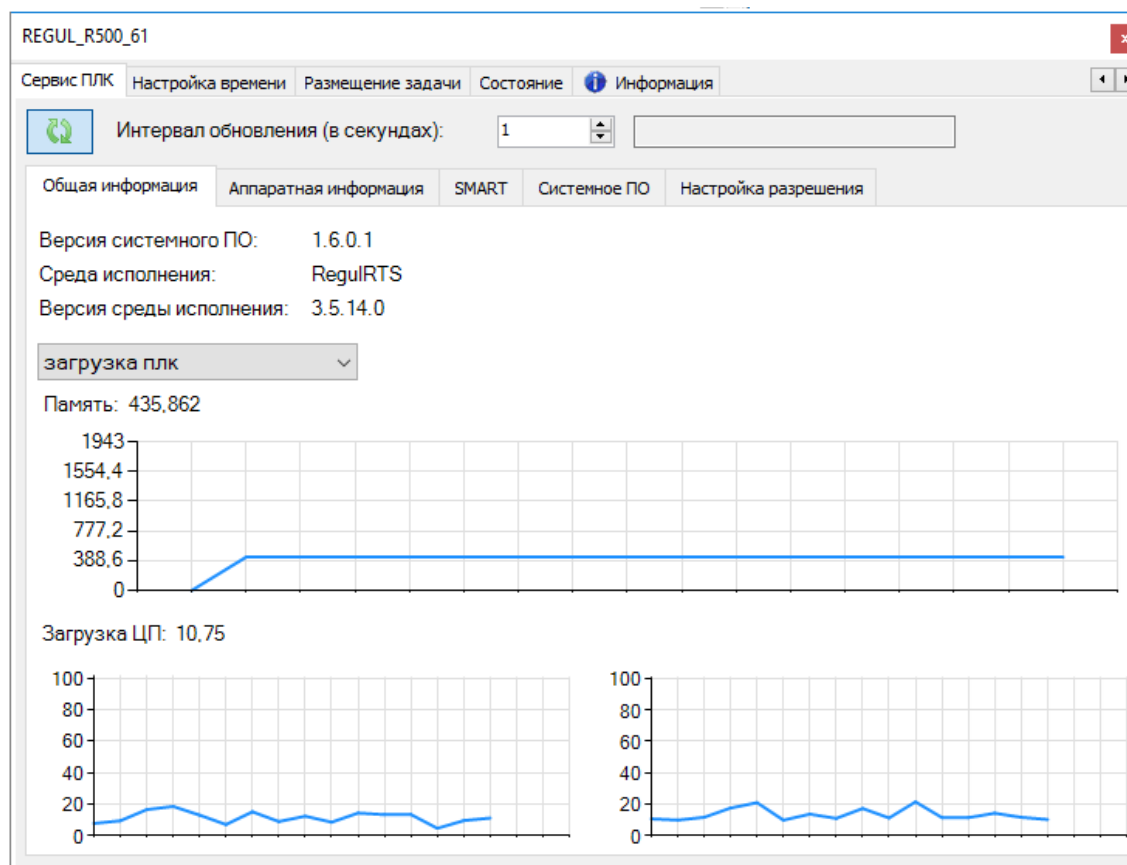 REGUL_R500_61
Сервис ПЛК Настройка времени Размещение задачи Состояние Информация
Интервал обновления (в секундах): 1
Общая информация Аппаратная информация SMART Системное ПО Настройка разрешения
Версия системного ПО: 1.6.0.1
Среда исполнения: RegulRTS
Версия среды исполнения: 3.5.14.0
загрузка плк
Память: 435,862
1943
1554,4
1165,8
777,2
388,6
0
Загрузка ЦП: 10,75
100 100
80 80
60 60
40 40
20 20
0 0